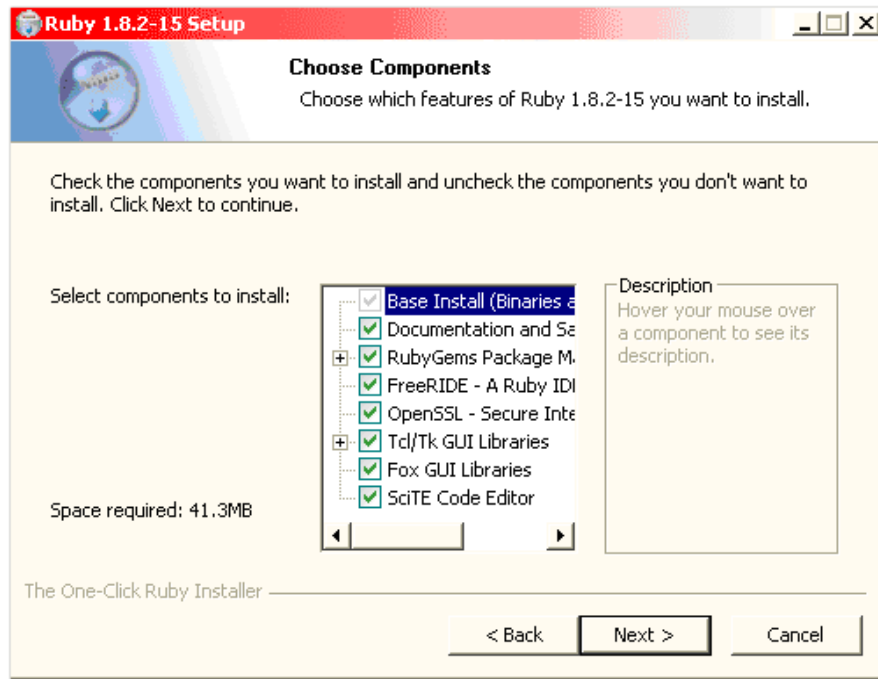 Ruby 1.8.2-15 Setup
Choose Components
Choose which features of Ruby 1.8.2-15 you want to install.
Check the components you want to install and uncheck the components you don't want to
install. Click Next to continue.
Select components to install:
Base Install (Binaries a
Documentation and Sa
RubyGems Package M
FreeRIDE - A Ruby IDI
OpenSSL - Secure Inte
Tcl/Tk GUI Libraries
Fox GUI Libraries
SciTE Code Editor
Description
Hover your mouse over
a component to see its
description.
Space required: 41.3MB
The One-Click Ruby Installer
< Back
Next >
Cancel